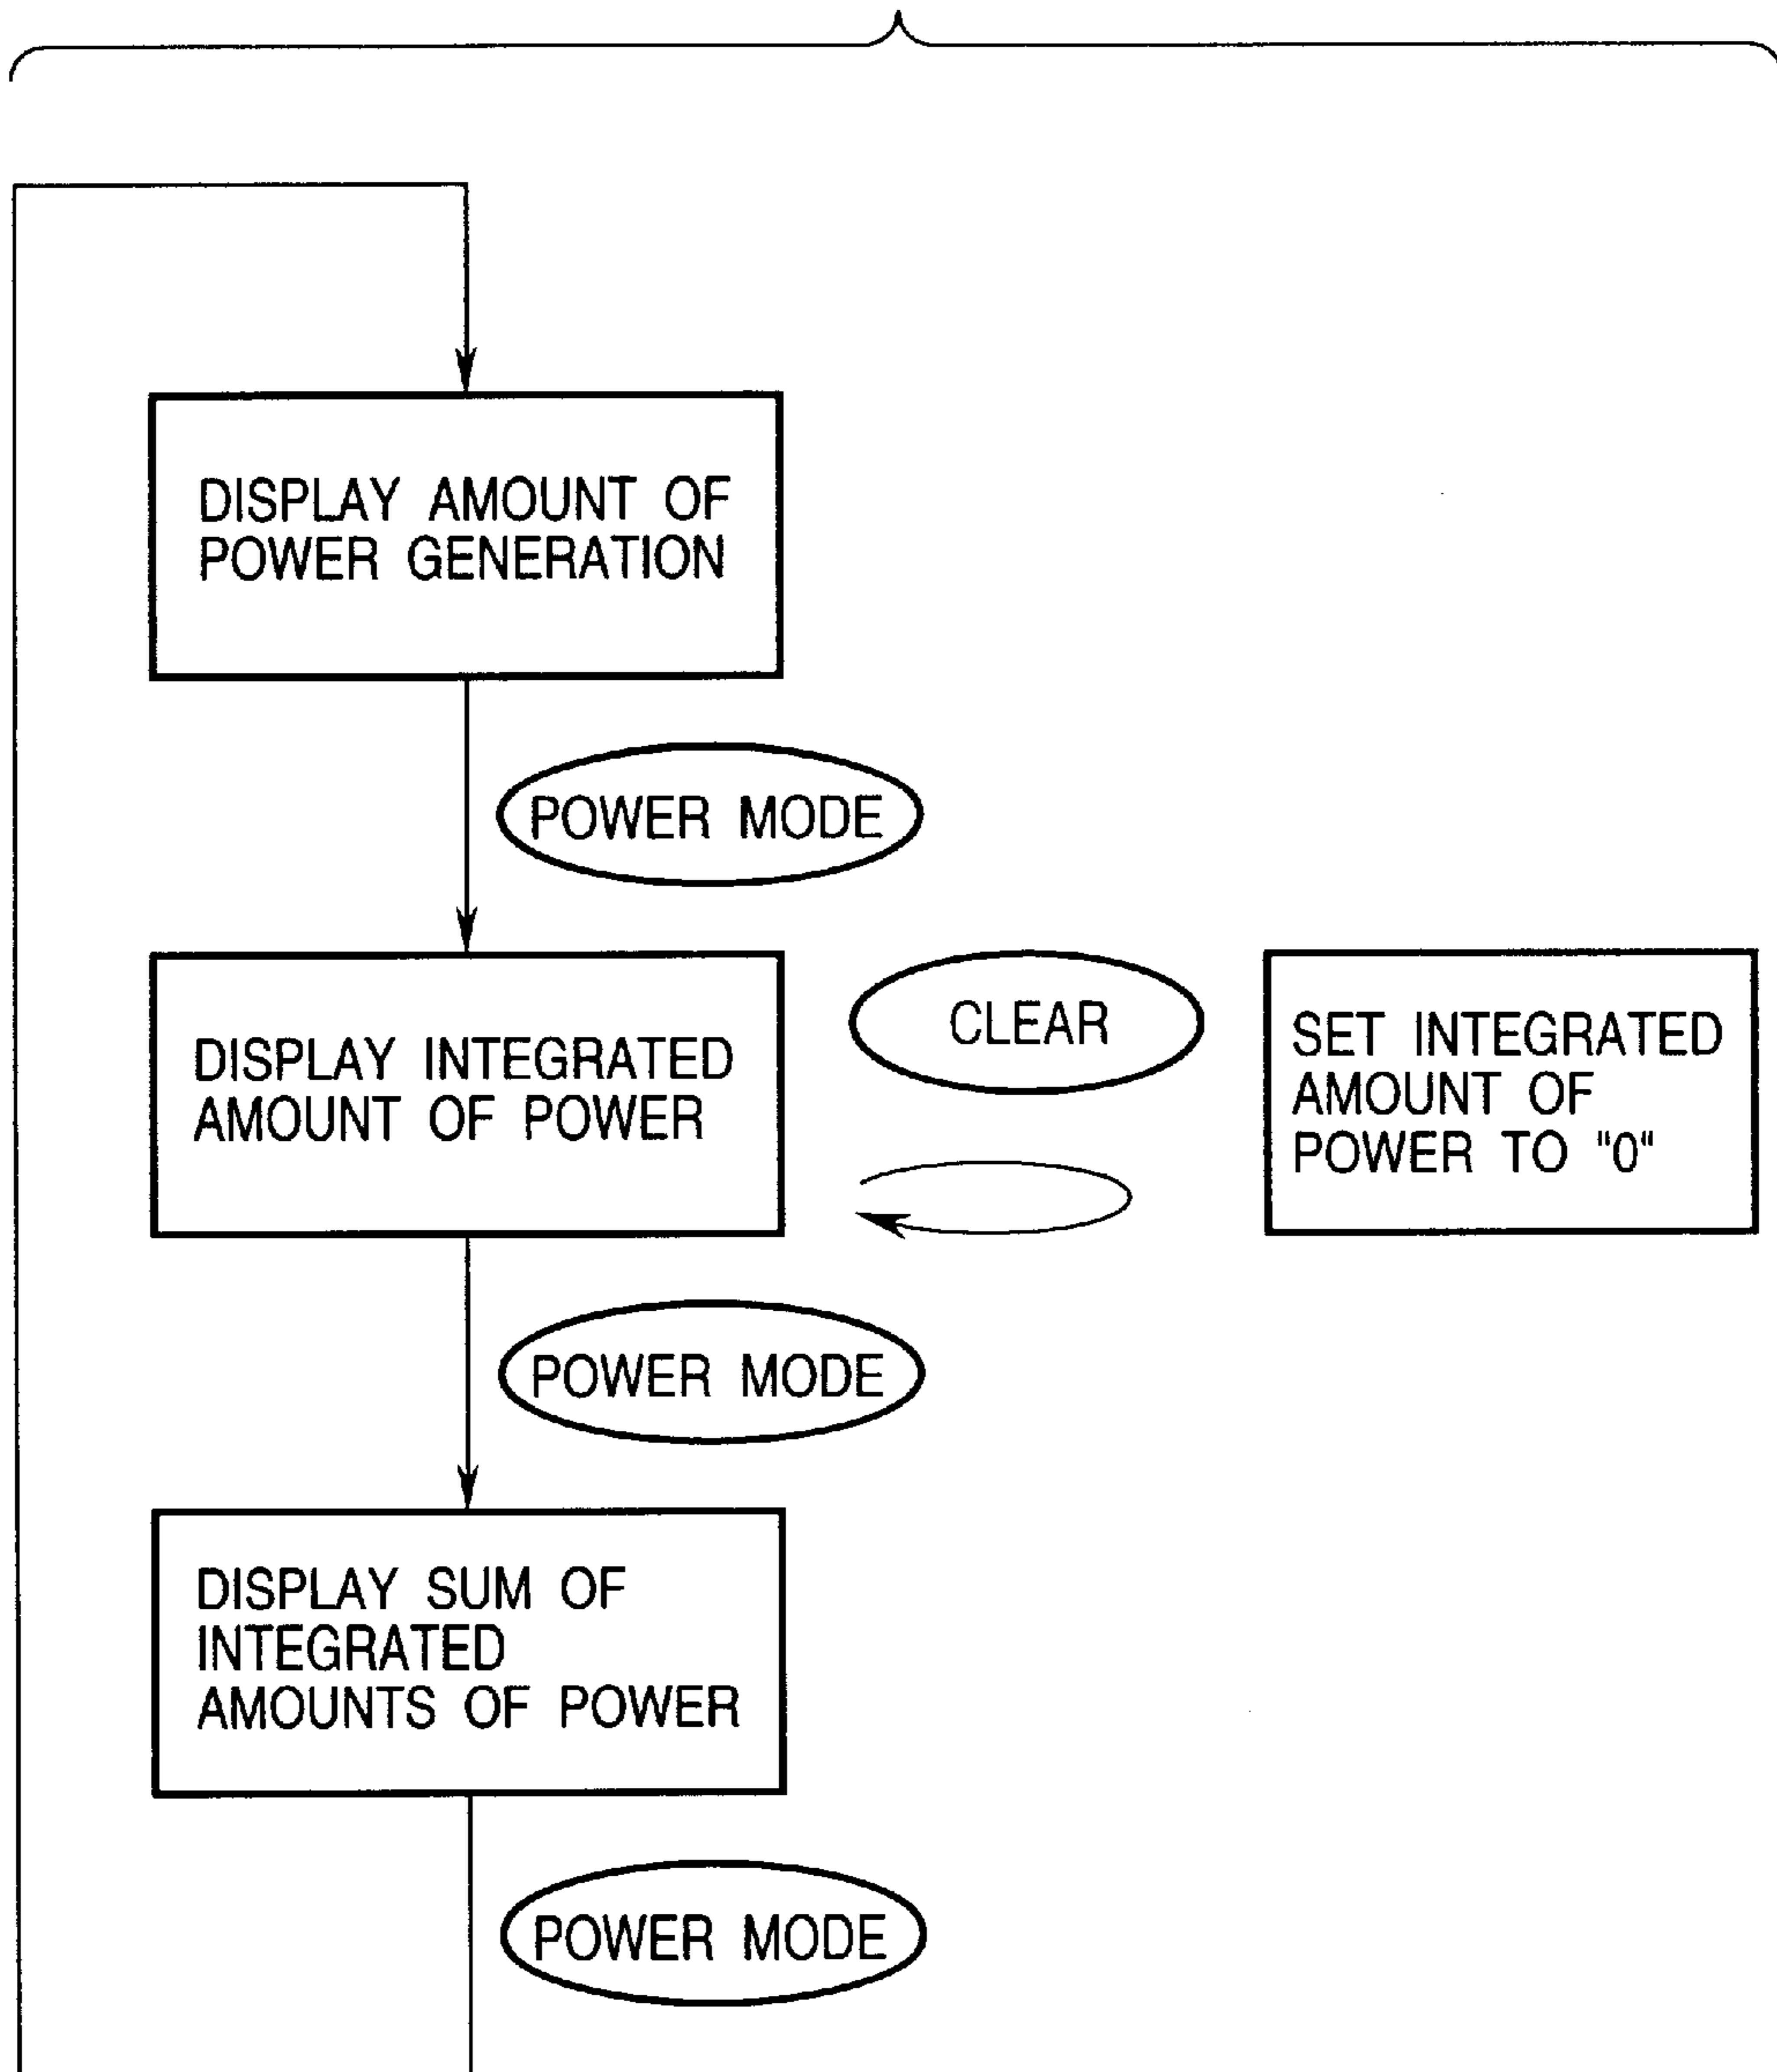 DISPLAY AMOUNT OF
POWER GENERATION
POWER MODE
DISPLAY INTEGRATED
AMOUNT OF POWER
CLEAR
SET INTEGRATED
AMOUNT OF
POWER TO "0"
POWER MODE
DISPLAY SUM OF
INTEGRATED
AMOUNTS OF POWER
POWER MODE